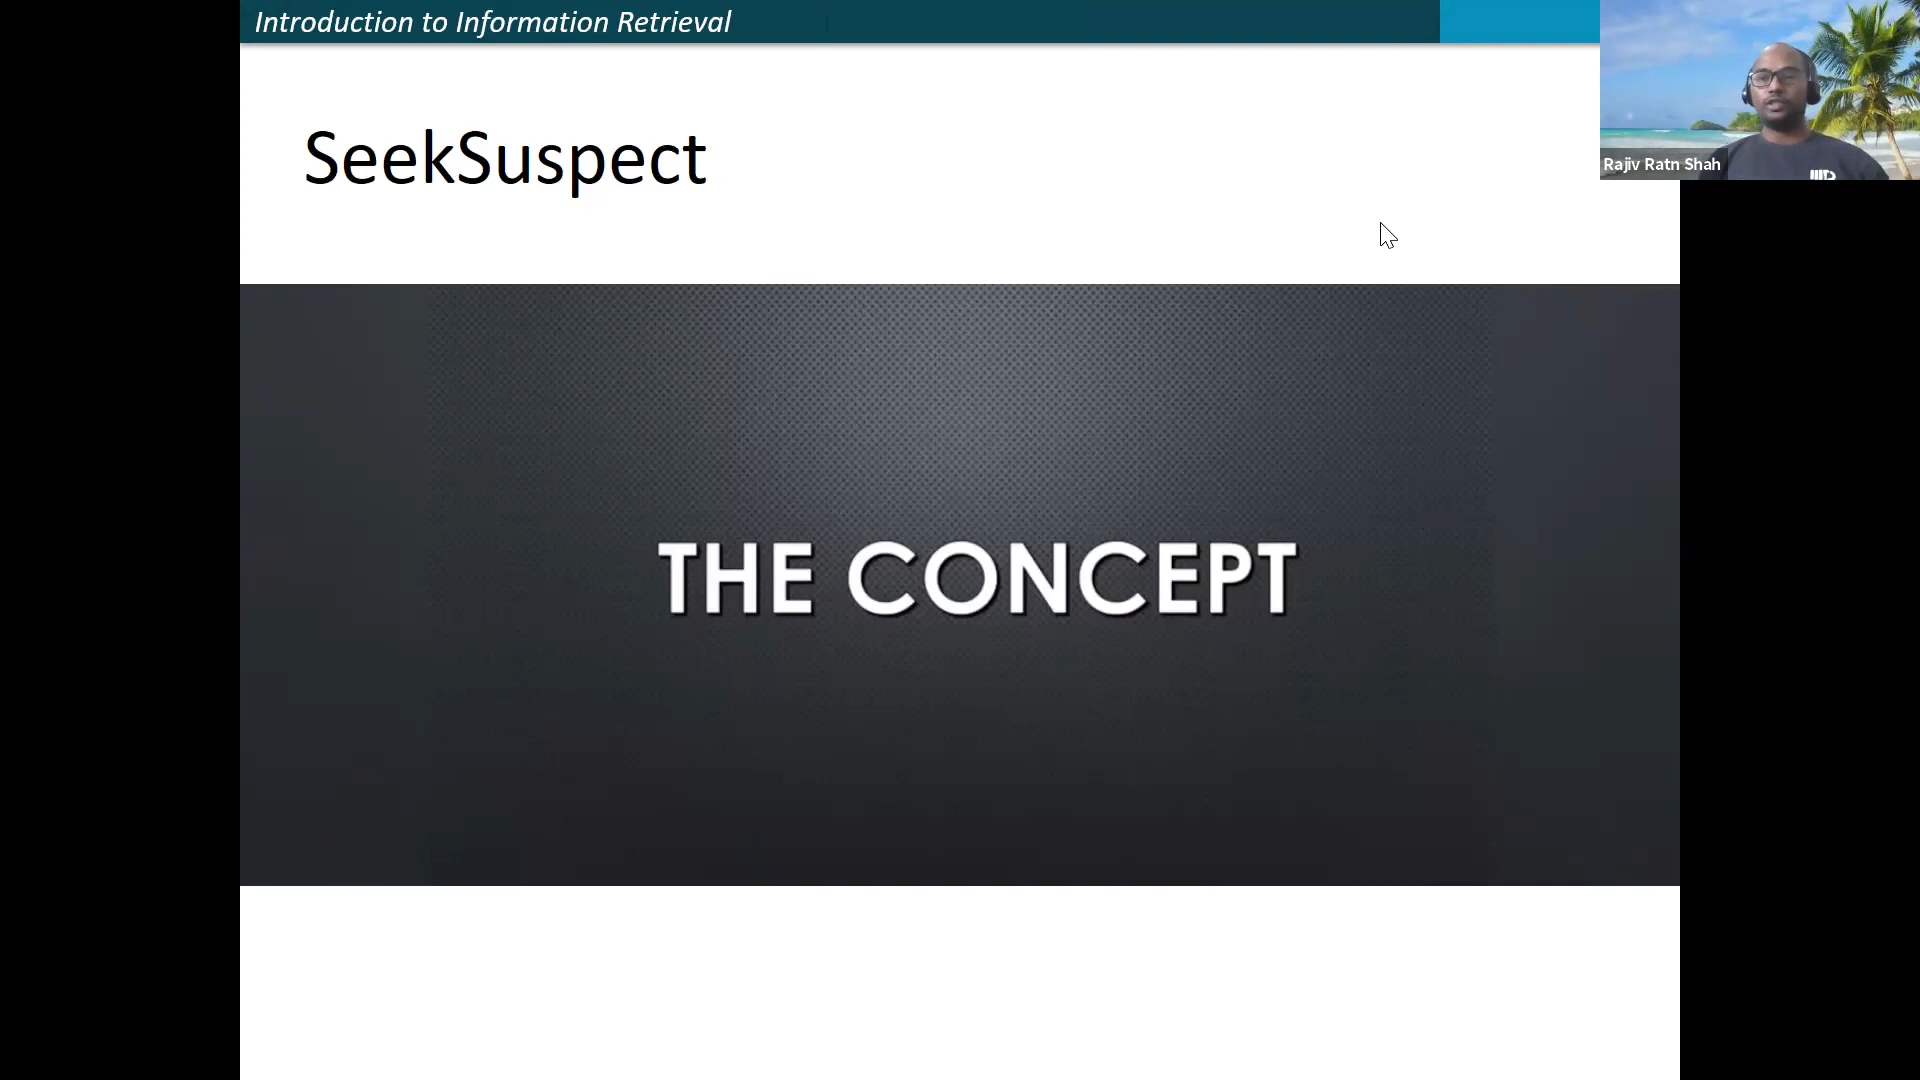 Introduction to Information Retrieval
Rajiv Ratn Shah
SeekSuspect
THE CONCEPT